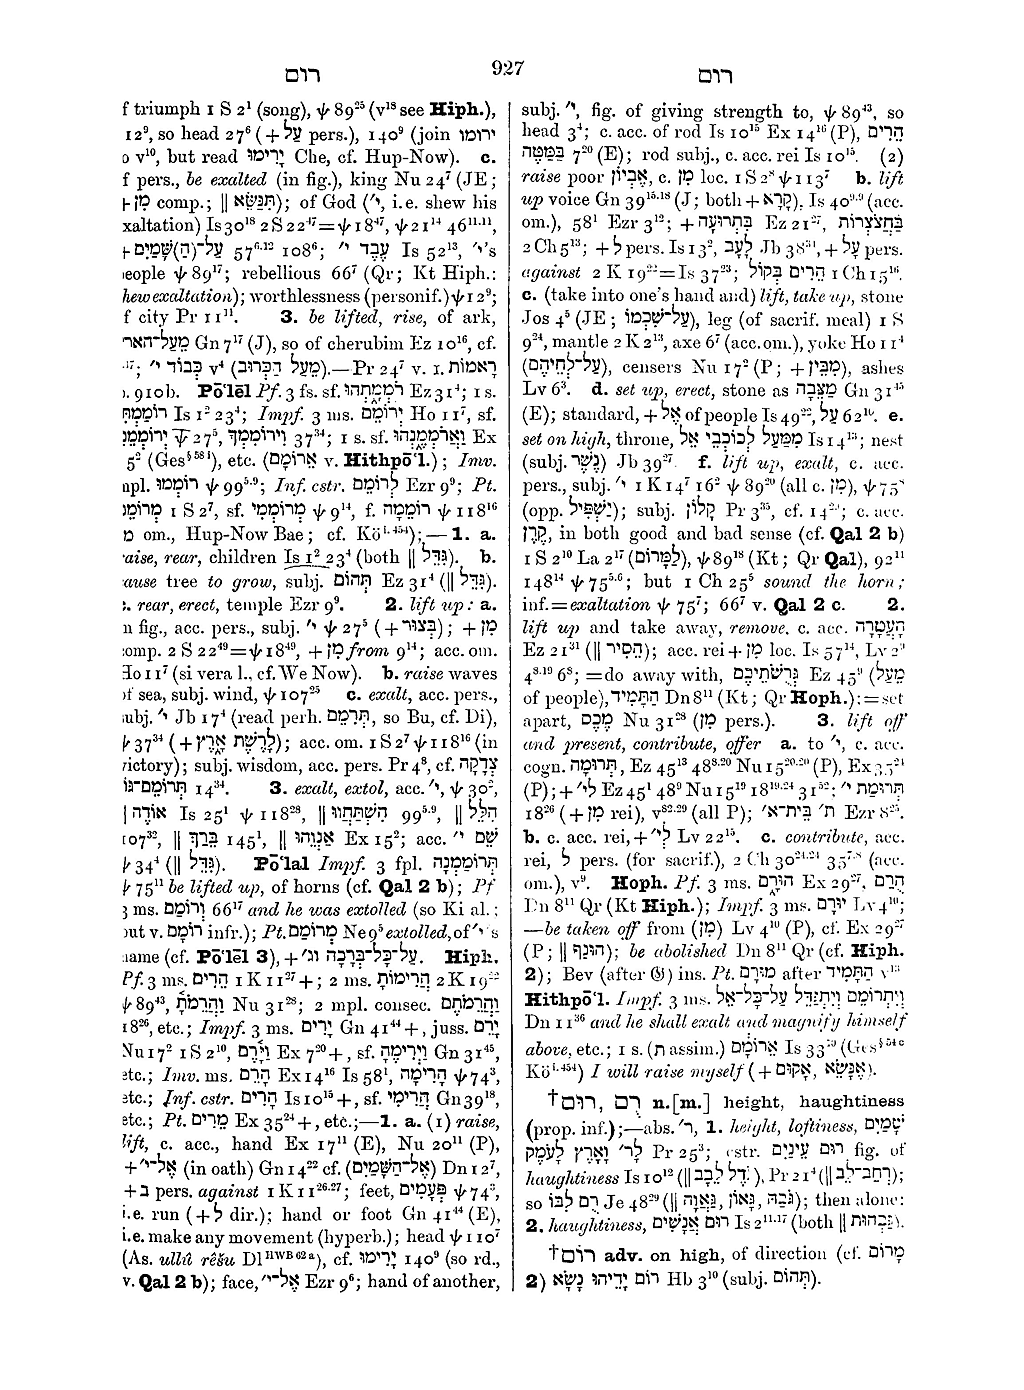 רום 927 רום
f triumph 1 S 2¹ (song), ψ 89²⁵ (v¹⁸ see Hiph.),
12⁹, so head 27⁶ (+ עַל pers.), 140⁹ (join ירומו
o v¹⁰, but read יָרִימוּ Che, cf. Hup-Now). c.
f pers., be exalted (in fig.), king Nu 24⁷ (JE;
+ מִן comp.; || תִּנַּשֵּׂא); of God (י׳, i.e. shew his
xaltation) Is 30¹⁸ 2 S 22⁴⁷=ψ 18⁴⁷, ψ 21¹⁴ 46¹¹·¹¹,
+ עַל־(הַ)שָּׁמַיִם 57⁶·¹² 108⁶; עֶבֶד י׳ Is 52¹³, י׳'s
people ψ 89¹⁷; rebellious 66⁷ (Qr; Kt Hiph.:
hew exaltation); worthlessness (personif.) ψ 12⁹;
f city Pr 11¹¹. 3. be lifted, rise, of ark,
מֵעַל־הארץ Gn 7¹⁷ (J), so of cherubim Ez 10¹⁶, cf.
¹⁷; כְּבוֹד י׳ v⁴ (מֵעַל הַכְּרוּב).—Pr 24⁷ v. I. רָאמוֹת
p. 910b. Pō'lēl Pf. 3 fs. sf. רֹמְמָתְהוּ Ez 31⁴; 1 s.
רוֹמַמְתִּי Is 1² 23⁴; Impf. 3 ms. יְרוֹמֵם Ho 11⁷, sf.
יְרוֹמְמֵנִי ψ 27⁵, וִירוֹמִמְךָ 37³⁴; 1 s. sf. וַאֲרֹמְמֶנְהוּ Ex
5² (Ges§⁵⁸¹), etc. (אֵרוֹמָם v. Hithpō'l.); Imv.
mpl. רוֹמְמוּ ψ 99⁵·⁹; Inf. cstr. לְרוֹמֵם Ezr 9⁹; Pt.
מְרוֹמֵם 1 S 2⁷, sf. מְרוֹמְמִי ψ 9¹⁴, f. רוֹמֵמָה ψ 118¹⁶
om., Hup-Now Bae; cf. Köⁱ·⁴⁵⁴);—1. a.
raise, rear, children Is 1² 23⁴ (both || גִּדֵּל). b.
cause tree to grow, subj. תְּהוֹם Ez 31⁴ (|| גִּדֵּל).
c. rear, erect, temple Ezr 9⁹. 2. lift up: a.
n fig., acc. pers., subj. י׳ ψ 27⁵ (+ בְּצוּר); + מִן
comp. 2 S 22⁴⁹=ψ 18⁴⁹, + מִן from 9¹⁴; acc. om.
Ho 11⁷ (si vera l., cf. We Now). b. raise waves
of sea, subj. wind, ψ 107²⁵ c. exalt, acc. pers.,
subj. י׳ Jb 17⁴ (read perh. תְּרֹמֵם, so Bu, cf. Di),
ψ 37³⁴ (+ לָרֶשֶׁת אָרֶץ); acc. om. 1 S 2⁷ ψ 118¹⁶ (in
victory); subj. wisdom, acc. pers. Pr 4⁸, cf. צְדָקָה
תְּרוֹמֵם־גּוֹי 14³⁴. 3. exalt, extol, acc. י׳, ψ 30²,
|| אוֹדֶה Is 25¹ ψ 118²⁸, || הִשְׁתַּחֲווּ 99⁵·⁹, || הִלֵּל
107³², || בֵּרַךְ 145¹, || אַנְוֵהוּ Ex 15²; acc. שֵׁם י׳
ψ 34⁴ (|| גִּדֵּל). Pō'lal Impf. 3 fpl. תְּרוֹמַמְנָה
ψ 75¹¹ be lifted up, of horns (cf. Qal 2 b); Pf
3 ms. וְרוֹמַם 66¹⁷ and he was extolled (so Ki al.;
but v. רוֹמָם infr.); Pt. מְרוֹמַם Ne 9⁵ extolled, of י׳'s
name (cf. Pō'lēl 3), + עַל־כָּל־בְּרָכָה וג׳. Hiph.
Pf. 3 ms. הֵרִים 1 K 11²⁷ +; 2 ms. הֲרִימוֹתָ 2 K 19²²
ψ 89⁴³, וַהֲרֵמֹתָ Nu 31²⁸; 2 mpl. consec. וַהֲרֵמֹתֶם
18²⁶, etc.; Impf. 3 ms. יָרִים Gn 41⁴⁴ +, juss. יָרֵם
Nu 17² 1 S 2¹⁰, וַיָּרֶם Ex 7²⁰ +, sf. וַיְרִימֶהָ Gn 31⁴⁵,
etc.; Imv. ms. הָרֵם Ex 14¹⁶ Is 58¹, הָרִימָה ψ 74³,
etc.; Inf. cstr. הָרִים Is 10¹⁵ +, sf. הֲרִימִי Gn 39¹⁸,
etc.; Pt. מֵרִים Ex 35²⁴ +, etc.;—1. a. (1) raise,
lift, c. acc., hand Ex 17¹¹ (E), Nu 20¹¹ (P),
+ אֶל־י׳ (in oath) Gn 14²² cf. (אֶל־הַשָּׁמַיִם) Dn 12⁷,
+ בְּ pers. against 1 K 11²⁶·²⁷; feet, פְּעָמִים ψ 74³,
i.e. run (+ לְ dir.); hand or foot Gn 41⁴⁴ (E),
i.e. make any movement (hyperb.); head ψ 110⁷
(As. ullû rêšu Dl ᴴᵂᴮ ⁶²ᵃ), cf. יָרִימוּ 140⁹ (so rd.,
v. Qal 2 b); face, אֶל־י׳ Ezr 9⁶; hand of another,
subj. י׳, fig. of giving strength to, ψ 89⁴³, so
head 3⁴; c. acc. of rod Is 10¹⁵ Ex 14¹⁶ (P), הֵרִים
בַּמַּטֶּה 7²⁰ (E); rod subj., c. acc. rei Is 10¹⁵. (2)
raise poor אֶבְיוֹן, c. מִן loc. 1 S 2⁸ ψ 113⁷ b. lift
up voice Gn 39¹⁵·¹⁸ (J; both + קָרָא), Is 40⁹·⁹ (acc.
om.), 58¹ Ezr 3¹²; + בִּתְרוּעָה Ez 21²⁷, בַּחֲצֹצְרוֹת
2 Ch 5¹³; + לְ pers. Is 13², לָעָב Jb 38³⁴, + עַל pers.
against 2 K 19²²=Is 37²³; הֵרִים בְּקוֹל 1 Ch 15¹⁶.
c. (take into one's hand and) lift, take up, stone
Jos 4⁵ (JE; עַל־שִׁכְמוֹ), leg (of sacrif. meal) 1 S
9²⁴, mantle 2 K 2¹³, axe 6⁷ (acc. om.), yoke Ho 11⁴
(עַל־לְחֵיהֶם), censers Nu 17² (P; + מִבֵּין), ashes
Lv 6³. d. set up, erect, stone as מַצֵּבָה Gn 31⁴⁵
(E); standard, + אֶל of peoples Is 49²², עַל 62¹⁰. e.
set on high, throne, מִמַּעַל לְכוֹכְבֵי אֵל Is 14¹³; nest
(subj. נֶשֶׁר) Jb 39²⁷. f. lift up, exalt, c. acc.
pers., subj. י׳ 1 K 14⁷ 16² ψ 89²⁰ (all c. מִן), ψ 75⁸
(opp. יַשְׁפִּיל); subj. קָלוֹן Pr 3³⁵, cf. 14²⁹; c. acc.
קֶרֶן, in both good and bad sense (cf. Qal 2 b)
1 S 2¹⁰ La 2¹⁷ (לַמָּרוֹם), ψ 89¹⁸ (Kt; Qr Qal), 92¹¹
148¹⁴ ψ 75⁵·⁶; but 1 Ch 25⁵ sound the horn;
inf.=exaltation ψ 75⁷; 66⁷ v. Qal 2 c. 2.
lift up and take away, remove, c. acc. הָעֲטָרָה
Ez 21³¹ (|| הֵסִיר); acc. rei + מִן loc. Is 57¹⁴, Lv 2⁹
4⁸·¹⁹ 6⁸; =do away with, גְּרֻשֹׁתֵיכֶם Ez 45⁹ (מֵעַל
of people), הַתָּמִיד Dn 8¹¹ (Kt; Qr Hoph.):=set
apart, מֶכֶס Nu 31²⁸ (מִן pers.). 3. lift off
and present, contribute, offer a. to י׳, c. acc.
cogn. תְּרוּמָה, Ez 45¹³ 48⁸·²⁰ Nu 15²⁰·²⁰ (P), Ex 35²⁴
(P); + לַי׳ Ez 45¹ 48⁹ Nu 15¹⁹ 18¹⁹·²⁴ 31⁵²; תְּרוּמַת י׳
18²⁶ (+ מִן rei), v²⁸·²⁹ (all P); ת׳ בֵּית־א׳ Ezr 8²⁵.
b. c. acc. rei, + לַי׳ Lv 22¹⁵. c. contribute, acc.
rei, לְ pers. (for sacrif.), 2 Ch 30²⁴·²⁴ 35⁷·⁸ (acc.
om.), v⁹. Hoph. Pf. 3 ms. הוּרַם Ex 29²⁷, הֻרַם
Dn 8¹¹ Qr (Kt Hiph.); Impf. 3 ms. יוּרַם Lv 4¹⁰;
—be taken off from (מִן) Lv 4¹⁰ (P), cf. Ex 29²⁷
(P; || הוּנַף); be abolished Dn 8¹¹ Qr (cf. Hiph.
2); Bev (after 𝔊) ins. Pt. מוּרָם after הַתָּמִיד v¹³
Hithpō'l. Impf. 3 ms. וְיִתְרוֹמֵם וְיִתְגַּדֵּל עַל־כָּל־אֵל
Dn 11³⁶ and he shall exalt and magnify himself
above, etc.; 1 s. (ת assim.) אֵרוֹמָם Is 33¹⁰ (Ges§⁵⁴ᶜ
Köⁱ·⁴⁵⁴) I will raise myself (+ אֶנָּשֵׂא, אָקוּם).
†רוּם, רֻם n.[m.] height, haughtiness
(prop. inf.);—abs. ר׳, 1. height, loftiness, שָׁמַיִם
לָר׳ וָאָרֶץ לָעֹמֶק Pr 25³; cstr. רוּם עֵינַיִם fig. of
haughtiness Is 10¹² (|| גֹּדֶל לֵבָב), Pr 21⁴ (|| רְחַב־לֵב);
so רֻם לִבּוֹ Je 48²⁹ (|| גֹּבַהּ, גָּאוֹן, גַּאֲוָה); then alone:
2. haughtiness, רוּם אֲנָשִׁים Is 2¹¹·¹⁷ (both || גַּבְהוּת).
†רוֹם adv. on high, of direction (cf. מָרוֹם
2) רוֹם יָדֵיהוּ נָשָׂא Hb 3¹⁰ (subj. תְּהוֹם).